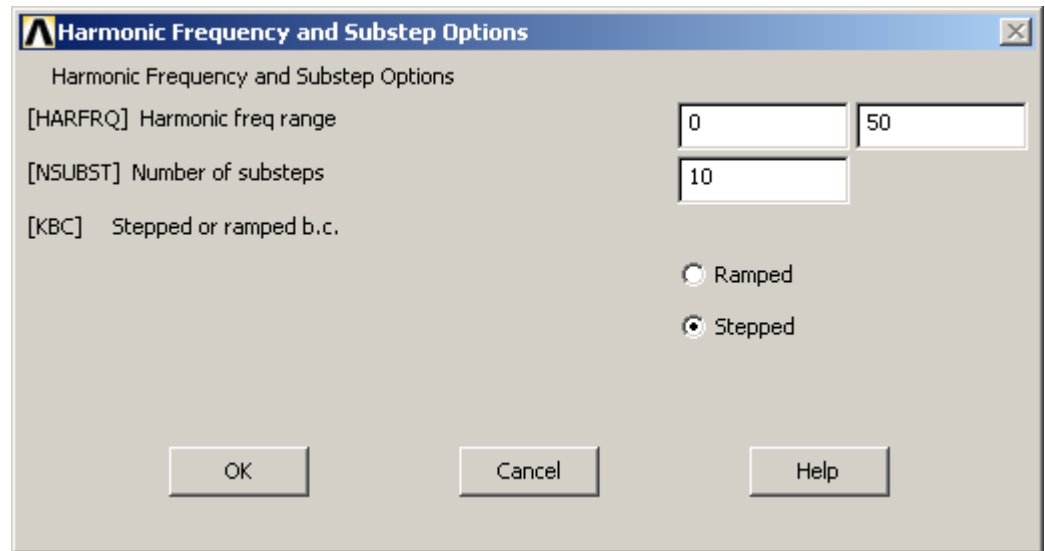 Harmonic Frequency and Substep Options
Harmonic Frequency and Substep Options
[HARFRQ] Harmonic freq range 0 50
[NSUBST] Number of substeps 10
[KBC] Stepped or ramped b.c.
Ramped
Stepped
OK Cancel Help